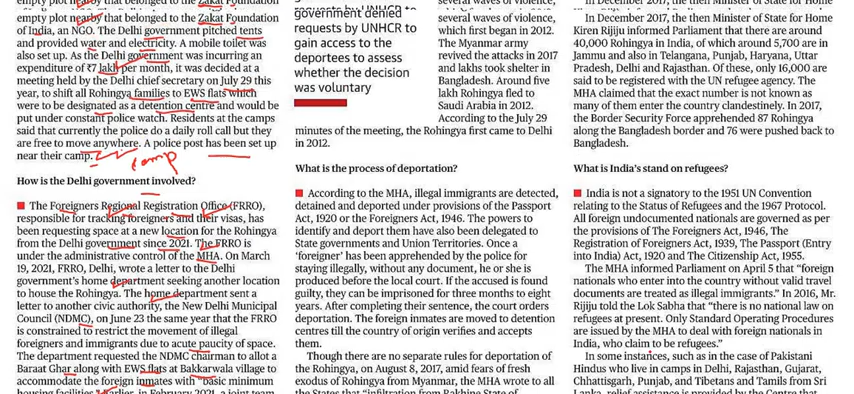 empty plot nearby that belonged to the Zakat Foundation
of India, an NGO. The Delhi government pitched tents
and provided water and electricity. A mobile toilet was
also set up. As the Delhi government was incurring an
expenditure of ₹7 lakh per month, it was decided at a
meeting held by the Delhi chief secretary on July 29 this
year, to shift all Rohingya families to EWS flats which
were to be designated as a detention centre and would be
put under constant police watch. Residents at the camps
said that currently the police do a daily roll call but they
are free to move anywhere. A police post has been set up
near their camp.
camp
How is the Delhi government involved?
The Foreigners Regional Registration Office (FRRO),
responsible for tracking foreigners and their visas, has
been requesting space at a new location for the Rohingya
from the Delhi government since 2021. The FRRO is
under the administrative control of the MHA. On March
19, 2021, FRRO, Delhi, wrote a letter to the Delhi
government's home department seeking another location
to house the Rohingya. The home department sent a
letter to another civic authority, the New Delhi Municipal
Council (NDMC), on June 23 the same year that the FRRO
is constrained to restrict the movement of illegal
foreigners and immigrants due to acute paucity of space.
The department requested the NDMC chairman to allot a
Baraat Ghar along with EWS flats at Bakkarwala village to
accommodate the foreign inmates with "basic minimum
housing facilities." Earlier, in February 2021, a joint team
government denied
requests by UNHCR to
gain access to the
deportees to assess
whether the decision
was voluntary
several waves of violence,
which first began in 2012.
The Myanmar army
revived the attacks in 2017
and lakhs took shelter in
Bangladesh. Around five
lakh Rohingya fled to
Saudi Arabia in 2012.
According to the July 29
minutes of the meeting, the Rohingya first came to Delhi
in 2012.
What is the process of deportation?
According to the MHA, illegal immigrants are detected,
detained and deported under provisions of the Passport
Act, 1920 or the Foreigners Act, 1946. The powers to
identify and deport them have also been delegated to
State governments and Union Territories. Once a
'foreigner' has been apprehended by the police for
staying illegally, without any document, he or she is
produced before the local court. If the accused is found
guilty, they can be imprisoned for three months to eight
years. After completing their sentence, the court orders
deportation. The foreign inmates are moved to detention
centres till the country of origin verifies and accepts
them.
Though there are no separate rules for deportation of
the Rohingya, on August 8, 2017, amid fears of fresh
exodus of Rohingya from Myanmar, the MHA wrote to all
the States that "infiltration from Rakhine State of
In December 2017, the then Minister of State for Home
Kiren Rijiju informed Parliament that there are around
40,000 Rohingya in India, of which around 5,700 are in
Jammu and also in Telangana, Punjab, Haryana, Uttar
Pradesh, Delhi and Rajasthan. Of these, only 16,000 are
said to be registered with the UN refugee agency. The
MHA claimed that the exact number is not known as
many of them enter the country clandestinely. In 2017,
the Border Security Force apprehended 87 Rohingya
along the Bangladesh border and 76 were pushed back to
Bangladesh.
What is India's stand on refugees?
India is not a signatory to the 1951 UN Convention
relating to the Status of Refugees and the 1967 Protocol.
All foreign undocumented nationals are governed as per
the provisions of The Foreigners Act, 1946, The
Registration of Foreigners Act, 1939, The Passport (Entry
into India) Act, 1920 and The Citizenship Act, 1955.
The MHA informed Parliament on April 5 that "foreign
nationals who enter into the country without valid travel
documents are treated as illegal immigrants." In 2016, Mr.
Rijiju told the Lok Sabha that "there is no national law on
refugees at present. Only Standard Operating Procedures
are issued by the MHA to deal with foreign nationals in
India, who claim to be refugee."
In some instances, such as in the case of Pakistani
Hindus who live in camps in Delhi, Rajasthan, Gujarat,
Chhattisgarh, Punjab, and Tibetans and Tamils from Sri
Lanka, relief assistance is provided by the Centre that